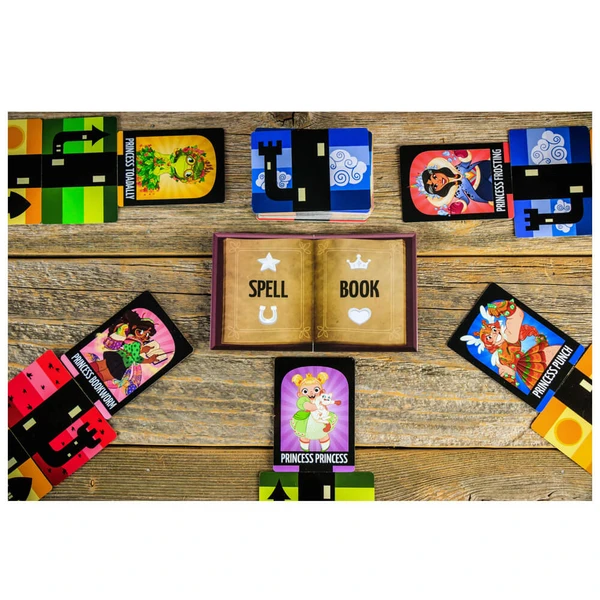 PRINCESS TOADALLY
PRINCESS FROSTING
SPELL BOOK
PRINCESS BOOKWORM
PRINCESS PUNCH
PRINCESS PRINCESS